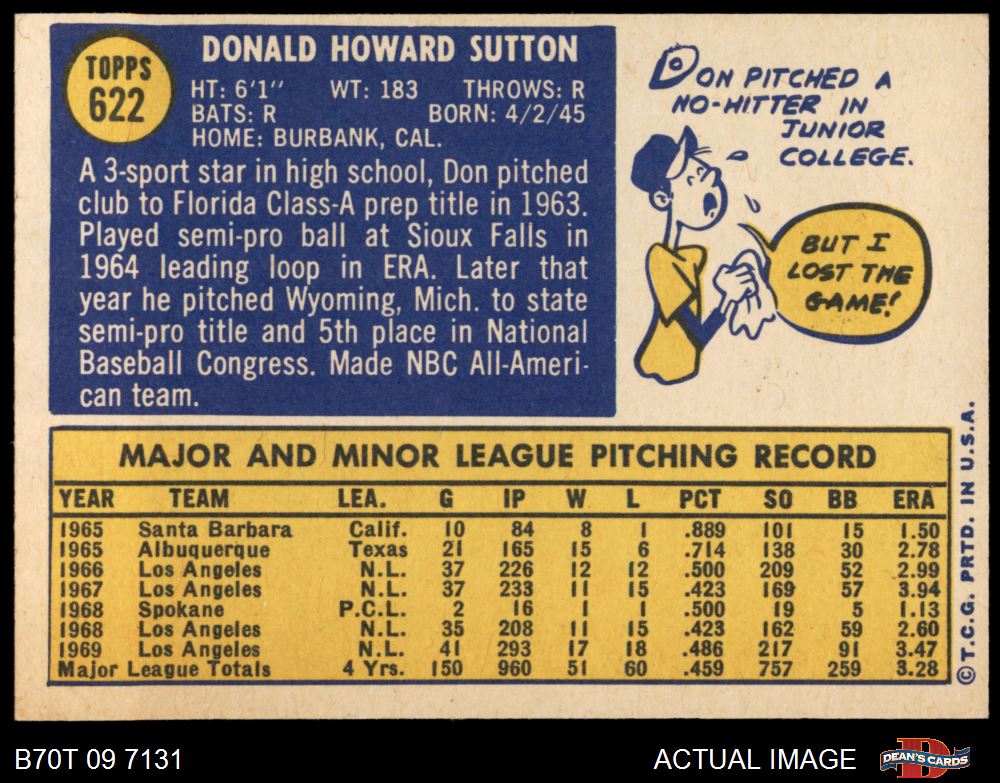 TOPPS
622
DONALD HOWARD SUTTON
HT: 6'1" WT: 183 THROWS: R
BATS: R BORN: 4/2/45
HOME: BURBANK, CAL.
A 3-sport star in high school, Don pitched
club to Florida Class-A prep title in 1963.
Played semi-pro ball at Sioux Falls in
1964 leading loop in ERA. Later that
year he pitched Wyoming, Mich. to state
semi-pro title and 5th place in National
Baseball Congress. Made NBC All-Ameri-
can team.
DON PITCHED A
NO-HITTER IN
JUNIOR
COLLEGE.
BUT I
LOST THE
GAME!
MAJOR AND MINOR LEAGUE PITCHING RECORD
YEAR TEAM LEA. G IP W L PCT SO BB ERA
1965 Santa Barbara Calif. 10 84 8 1 .889 101 15 1.50
1965 Albuquerque Texas 21 165 15 6 .714 138 30 2.78
1966 Los Angeles N.L. 37 226 12 12 .500 209 52 2.99
1967 Los Angeles N.L. 37 233 11 15 .423 169 57 3.94
1968 Spokane P.C.L. 2 16 1 1 .500 19 5 1.13
1968 Los Angeles N.L. 35 208 11 15 .423 162 59 2.60
1969 Los Angeles N.L. 41 293 17 18 .486 217 91 3.47
Major League Totals 4 Yrs. 150 960 51 60 .459 757 259 3.28
© T.C.G. PRTD. IN U.S.A.
B70T 09 7131
ACTUAL IMAGE
D
DEAN'S CARDS